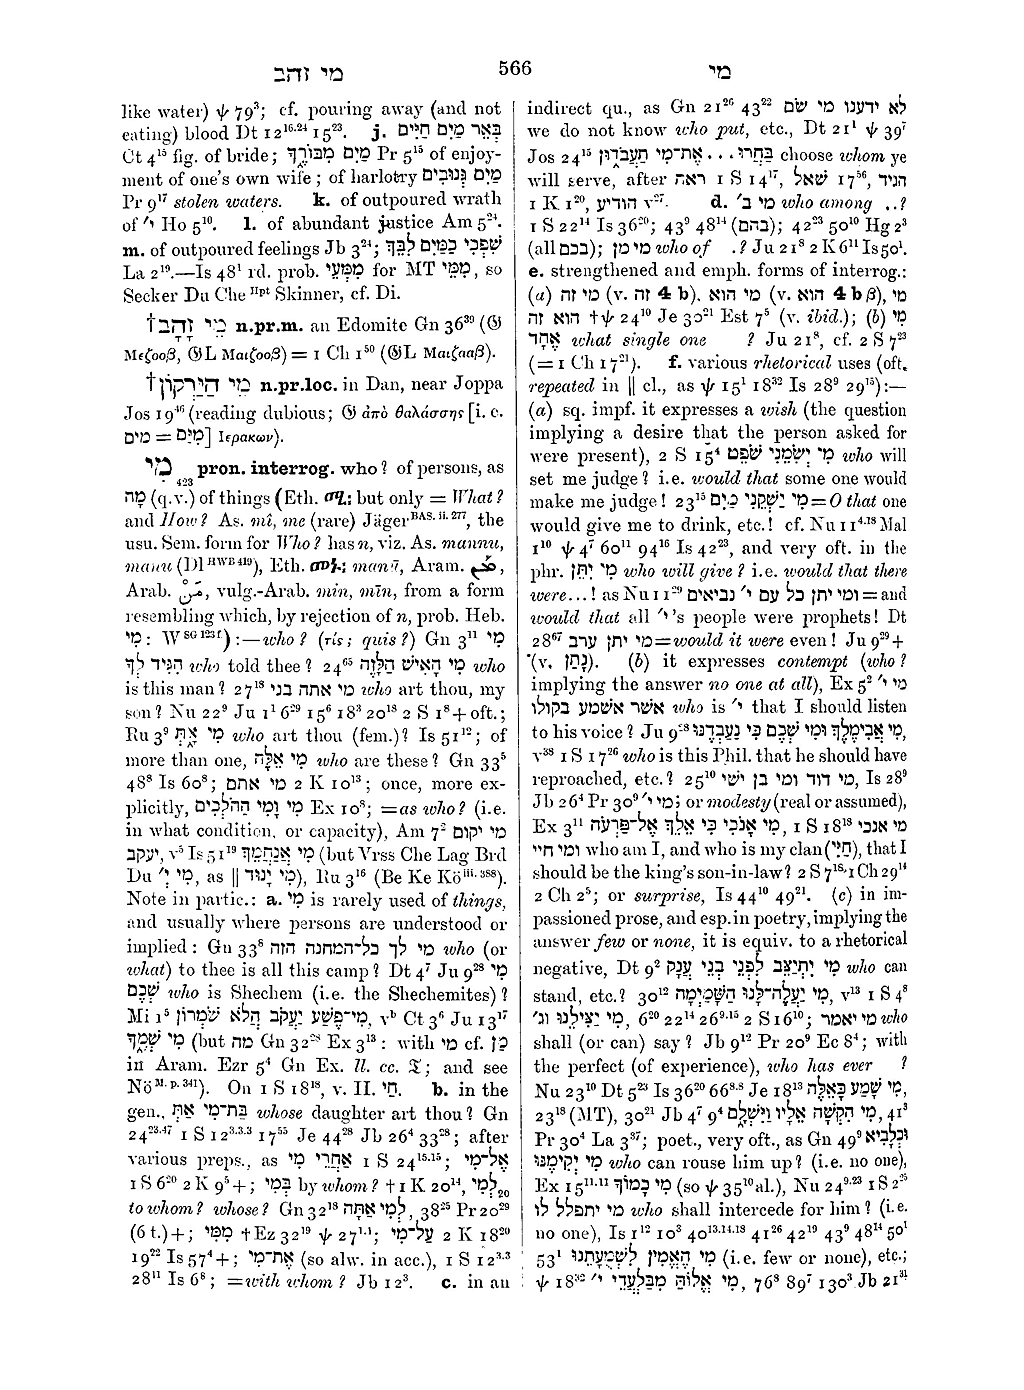 מי זהב
566
מי
like water) ψ 79³; cf. pouring away (and not
eating) blood Dt 12¹⁶·²⁴ 15²³. j. בְּאֵר מַיִם חַיִּים
Ct 4¹⁵ fig. of bride; מַיִם מִבּוֹרֶךָ Pr 5¹⁵ of enjoy-
ment of one's own wife; of harlotry מַיִם גְּנוּבִים
Pr 9¹⁷ stolen waters. k. of outpoured wrath
of י׳ Ho 5¹⁰. l. of abundant justice Am 5²⁴.
m. of outpoured feelings Jb 3²⁴; שִׁפְכִי כַמַּיִם לִבֵּךְ
La 2¹⁹.—Is 48¹ rd. prob. מִמְּעֵי for MT מִמֵּי, so
Secker Du Che ᴴᵖᵗ Skinner, cf. Di.
†מֵי זָהָב n.pr.m. an Edomite Gn 36³⁹ (𝔊
Μεζοοβ, 𝔊L Μαιζοοβ) = 1 Ch 1⁵⁰ (𝔊L Μαιζααβ).
†מֵי הַיַּרְקוֹן n.pr.loc. in Dan, near Joppa
Jos 19⁴⁶ (reading dubious; 𝔊 ἀπὸ θαλάσσης [i. e.
מִיָּם = מים] Ιερακων).
מִי ₄₂₃ pron. interrog. who? of persons, as
מָה (q.v.) of things (Eth. ሚ: but only = What?
and How? As. mî, me (rare) Jäger ᴮᴬˢ· ⁱⁱ· ²⁷⁷, the
usu. Sem. form for Who? has n, viz. As. mannu,
manu (Dl ᴴᵂᴮ ⁴¹⁹), Eth. መኑ: manū, Aram. ,
Arab. مَنْ, vulg.-Arab. min, mīn, from a form
resembling which, by rejection of n, prob. Heb.
מִי: W ˢᴳ ¹²³ ᶠ·):—who? (τίς; quis?) Gn 3¹¹ מִי
הִגִּיד לְךָ who told thee? 24⁶⁵ מִי הָאִישׁ הַלָּזֶה who
is this man? 27¹⁸ מי אתה בני who art thou, my
son? Nu 22⁹ Ju 1¹ 6²⁹ 15⁶ 18³ 20¹⁸ 2 S 1⁸ + oft.;
Ru 3⁹ מִי אַתְּ who art thou (fem.)? Is 51¹²; of
more than one, מִי אֵלֶּה who are these? Gn 33⁵
48⁸ Is 60⁸; מי אתם 2 K 10¹³; once, more ex-
plicitly, מִי וָמִי הַהֹלְכִים Ex 10⁸; =as who? (i.e.
in what condition, or capacity), Am 7² מי יקום
יעקב, v⁵ Is 51¹⁹ מִי אֲנַחֲמֵךְ (but Vrss Che Lag Brd
Du מִי יְ׳, as || מִי יָנוּד), Ru 3¹⁶ (Be Ke Kö ⁱⁱⁱ· ³⁸⁸).
Note in partic.: a. מִי is rarely used of things,
and usually where persons are understood or
implied: Gn 33⁸ מי לך כל־המחנה הזה who (or
what) to thee is all this camp? Dt 4⁷ Ju 9²⁸ מִי
שְׁכֶם who is Shechem (i.e. the Shechemites)?
Mi 1⁵ מִי־פֶשַׁע יַעֲקֹב הֲלֹא שֹׁמְרוֹן, vᵇ Ct 3⁶ Ju 13¹⁷
מִי שְׁמֶךָ (but מה Gn 32²⁸ Ex 3¹³: with מי cf. מַן
in Aram. Ezr 5⁴ Gn Ex. ll. cc. 𝔗; and see
Nö ᴹ· ᵖ· ³⁴¹). On 1 S 18¹⁸, v. II. חַי. b. in the
gen., בַּת־מִי אַתְּ whose daughter art thou? Gn
24²³·⁴⁷ 1 S 12³·³·³ 17⁵⁵ Je 44²⁸ Jb 26⁴ 33²⁸; after
various preps., as אַחֲרֵי מִי 1 S 24¹⁵·¹⁵; אֶל־מִי
1 S 6²⁰ 2 K 9⁵ +; בְּמִי by whom? † 1 K 20¹⁴, לְמִי₂₀
to whom? whose? Gn 32¹⁸ לְמִי אַתָּה, 38²⁵ Pr 20²⁹
(6 t.) +; מִמִּי † Ez 32¹⁹ ψ 27¹·¹; עַל־מִי 2 K 18²⁰
19²² Is 57⁴ +; אֶת־מִי (so alw. in acc.), 1 S 12³·³
28¹¹ Is 6⁸; =with whom? Jb 12³. c. in an
indirect qu., as Gn 21²⁶ 43²² לֹא ידענו מי שׂם
we do not know who put, etc., Dt 21¹ ψ 39⁷
Jos 24¹⁵ בַּחֲרוּ... אֶת־מִי תַעֲבֹדוּן choose whom ye
will serve, after ראה 1 S 14¹⁷, שאל 17⁵⁶, הגיד
1 K 1²⁰, הודיע v²⁷. d. מי ב׳ who among ..?
1 S 22¹⁴ Is 36²⁰; 43⁹ 48¹⁴ (בהם); 42²³ 50¹⁰ Hg 2³
(all בכם); מי מן who of .? Ju 21⁸ 2 K 6¹¹ Is 50¹.
e. strengthened and emph. forms of interrog.:
(a) מי זה (v. זה 4 b), מי הוא (v. הוא 4 b β), מי
הוא זה † ψ 24¹⁰ Je 30²¹ Est 7⁵ (v. ibid.); (b) מִי
אֶחָד what single one ? Ju 21⁸, cf. 2 S 7²³
(= 1 Ch 17²¹). f. various rhetorical uses (oft.
repeated in || cl., as ψ 15¹ 18³² Is 28⁹ 29¹⁵):—
(a) sq. impf. it expresses a wish (the question
implying a desire that the person asked for
were present), 2 S 15⁴ מִי יְשִׂמֵנִי שֹׁפֵט who will
set me judge? i.e. would that some one would
make me judge! 23¹⁵ מִי יַשְׁקֵנִי מַיִם = O that one
would give me to drink, etc.! cf. Nu 11⁴·¹⁸ Mal
1¹⁰ ψ 4⁷ 60¹¹ 94¹⁶ Is 42²³, and very oft. in the
phr. מִי יִתֵּן who will give? i.e. would that there
were...! as Nu 11²⁹ ומי יתן כל עם י׳ נביאים = and
would that all י׳'s people were prophets! Dt
28⁶⁷ מי יתן ערב = would it were even! Ju 9²⁹ +
(v. נָתַן). (b) it expresses contempt (who?
implying the answer no one at all), Ex 5² מי י׳
אשר אשמע בקולו who is י׳ that I should listen
to his voice? Ju 9²⁸ מִי אֲבִימֶלֶךְ וּמִי שְׁכֶם כִּי נַעַבְדֶנּוּ,
v³⁸ 1 S 17²⁶ who is this Phil. that he should have
reproached, etc.? 25¹⁰ מי דוד ומי בן ישי, Is 28⁹
Jb 26⁴ Pr 30⁹ מי י׳; or modesty (real or assumed),
Ex 3¹¹ מִי אָנֹכִי כִּי אֵלֵךְ אֶל־פַּרְעֹה, 1 S 18¹⁸ מי אנכי
ומי חיי who am I, and who is my clan (חַיִּי), that I
should be the king's son-in-law? 2 S 7¹⁸·1 Ch 29¹⁴
2 Ch 2⁵; or surprise, Is 44¹⁰ 49²¹. (c) in im-
passioned prose, and esp. in poetry, implying the
answer few or none, it is equiv. to a rhetorical
negative, Dt 9² מִי יִתְיַצֵּב לִפְנֵי בְּנֵי עֲנָק who can
stand, etc.? 30¹² מִי יַעֲלֶה־לָּנוּ הַשָּׁמַיְמָה, v¹³ 1 S 4⁸
מִי יַצִּילֵנוּ וג׳, 6²⁰ 22¹⁴ 26⁹·¹⁵ 2 S 16¹⁰; מי יאמר who
shall (or can) say? Jb 9¹² Pr 20⁹ Ec 8⁴; with
the perfect (of experience), who has ever ?
Nu 23¹⁰ Dt 5²³ Is 36²⁰ 66⁸·⁸ Je 18¹³ מִי שָׁמַע כָּאֵלֶּה,
23¹⁸ (MT), 30²¹ Jb 4⁷ 9⁴ מִי הִקְשָׁה אֵלָיו וַיִּשְׁלָם, 41³
Pr 30⁴ La 3³⁷; poet., very oft., as Gn 49⁹ וּכְלָבִיא
מִי יְקִימֶנּוּ who can rouse him up? (i.e. no one),
Ex 15¹¹·¹¹ מִי כָמוֹךָ (so ψ 35¹⁰ al.), Nu 24⁹·²³ 1 S 2²⁵
מי יתפלל לו who shall intercede for him? (i.e.
no one), Is 1¹² 10³ 40¹³·¹⁴·¹⁸ 41²⁶ 42¹⁹ 43⁹ 48¹⁴ 50¹
53¹ מִי הֶאֱמִין לִשְׁמֻעָתֵנוּ (i.e. few or none), etc.;
ψ 18³² מִי אֱלוֹהַּ מִבַּלְעֲדֵי י׳, 76⁸ 89⁷ 130³ Jb 21³¹